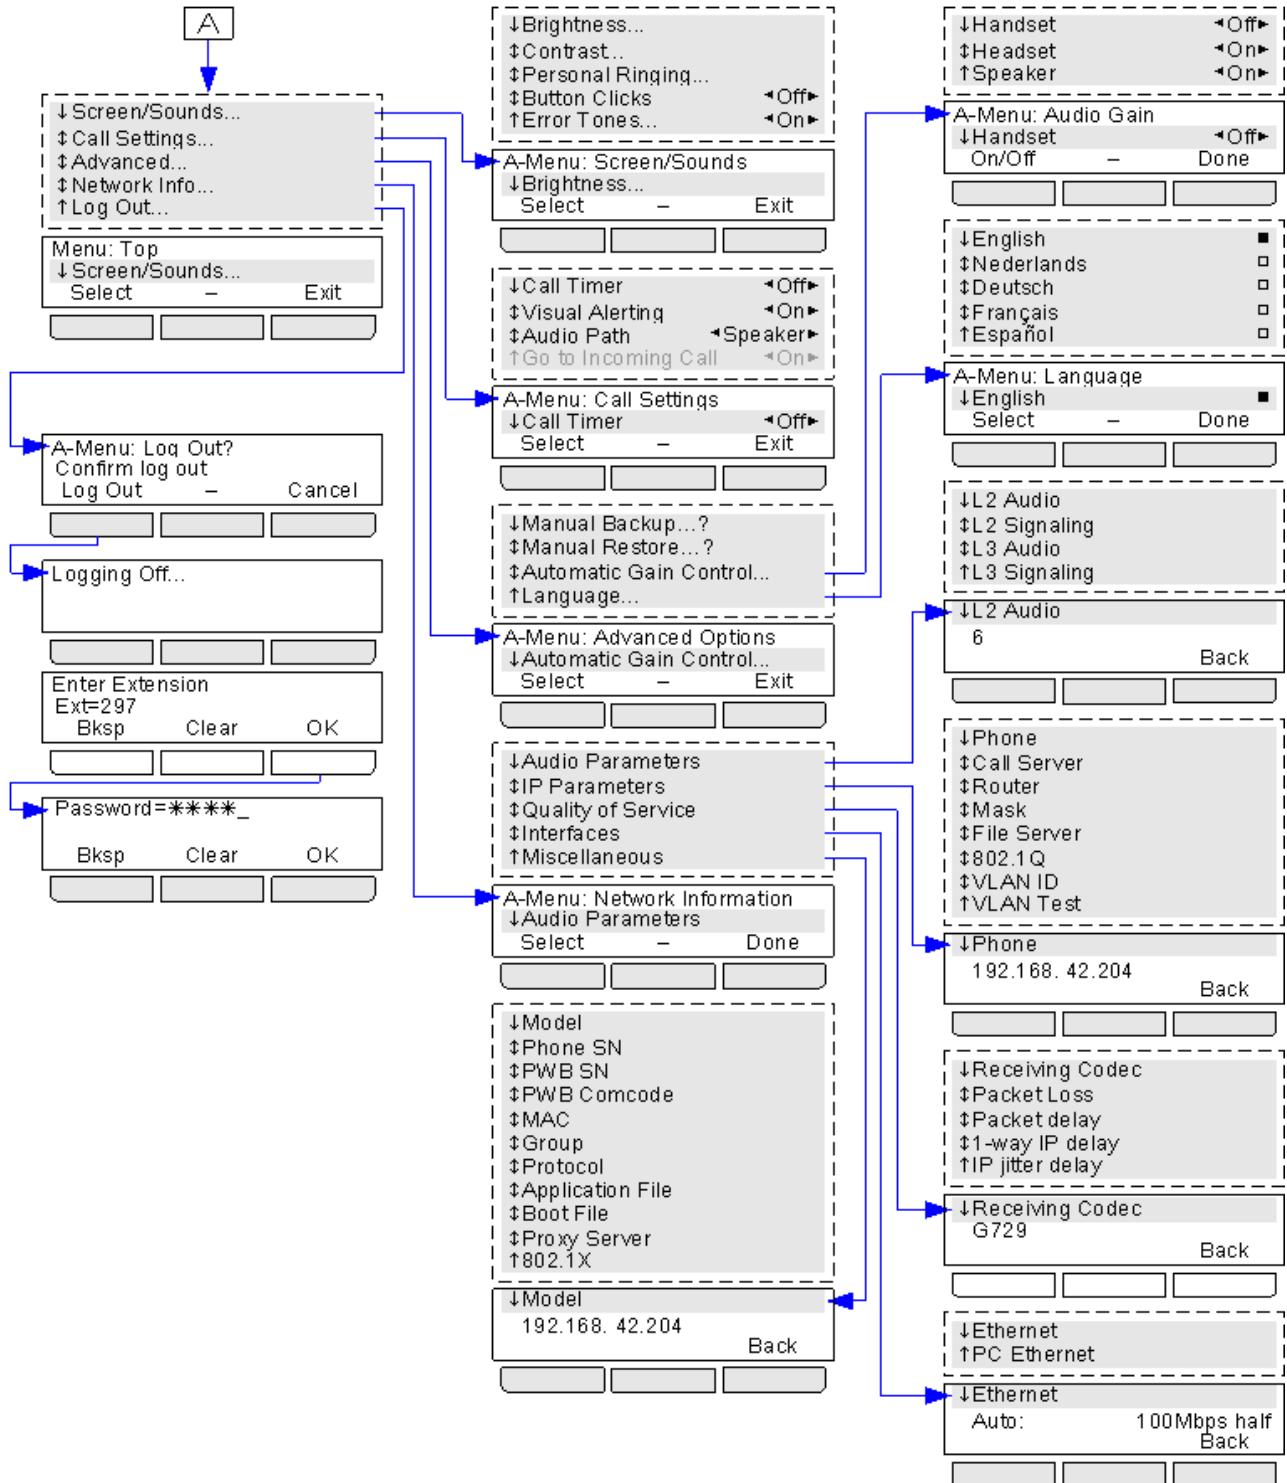 A
↓Screen/Sounds...
↕Call Settings...
↕Advanced...
↕Network Info...
↑Log Out...
Menu: Top
↓Screen/Sounds...
Select – Exit
A-Menu: Log Out?
Confirm log out
Log Out – Cancel
Logging Off...
Enter Extension
Ext=297
Bksp Clear OK
Password=****_
Bksp Clear OK
↓Brightness...
↕Contrast...
↕Personal Ringing...
↕Button Clicks ◄Off►
↑Error Tones... ◄On►
A-Menu: Screen/Sounds
↓Brightness...
Select – Exit
↓Call Timer ◄Off►
↕Visual Alerting ◄On►
↕Audio Path ◄Speaker►
↑Go to Incoming Call ◄On►
A-Menu: Call Settings
↓Call Timer ◄Off►
Select – Exit
↓Manual Backup...?
↕Manual Restore...?
↕Automatic Gain Control...
↑Language...
A-Menu: Advanced Options
↓Automatic Gain Control...
Select – Exit
↓Audio Parameters
↕IP Parameters
↕Quality of Service
↕Interfaces
↑Miscellaneous
A-Menu: Network Information
↓Audio Parameters
Select – Done
↓Model
↕Phone SN
↕PWB SN
↕PWB Comcode
↕MAC
↕Group
↕Protocol
↕Application File
↕Boot File
↕Proxy Server
↑802.1X
↓Model
192.168. 42.204
Back
↓Handset ◄Off►
↕Headset ◄On►
↑Speaker ◄On►
A-Menu: Audio Gain
↓Handset ◄Off►
On/Off – Done
↓English ■
↕Nederlands □
↕Deutsch □
↕Français □
↑Español □
A-Menu: Language
↓English ■
Select – Done
↓L2 Audio
↕L2 Signaling
↕L3 Audio
↑L3 Signaling
↓L2 Audio
6
Back
↓Phone
↕Call Server
↕Router
↕Mask
↕File Server
↕802.1Q
↕VLAN ID
↑VLAN Test
↓Phone
192.168. 42.204
Back
↓Receiving Codec
↕Packet Loss
↕Packet delay
↕1-way IP delay
↑IP jitter delay
↓Receiving Codec
G729
Back
↓Ethernet
↑PC Ethernet
↓Ethernet
Auto: 100Mbps half
Back